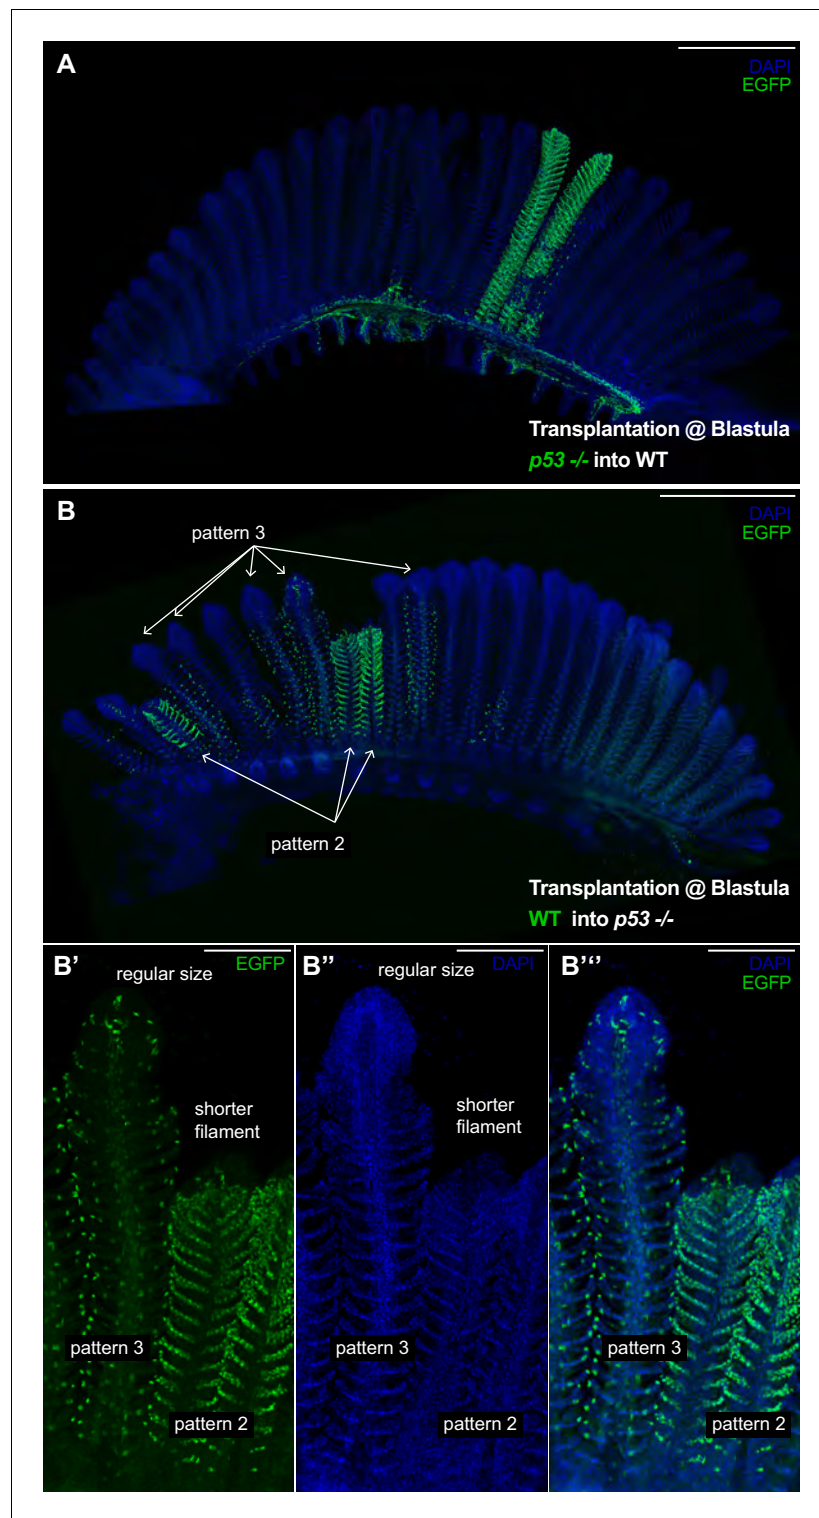 A
DAPI
EGFP
Transplantation @ Blastula
p53 -/- into WT
B
DAPI
EGFP
pattern 3
pattern 2
Transplantation @ Blastula
WT into p53 -/-
B’
EGFP
regular size
shorter
filament
pattern 3
pattern 2
B’’
DAPI
regular size
shorter
filament
pattern 3
pattern 2
B’’’
DAPI
EGFP
pattern 3
pattern 2